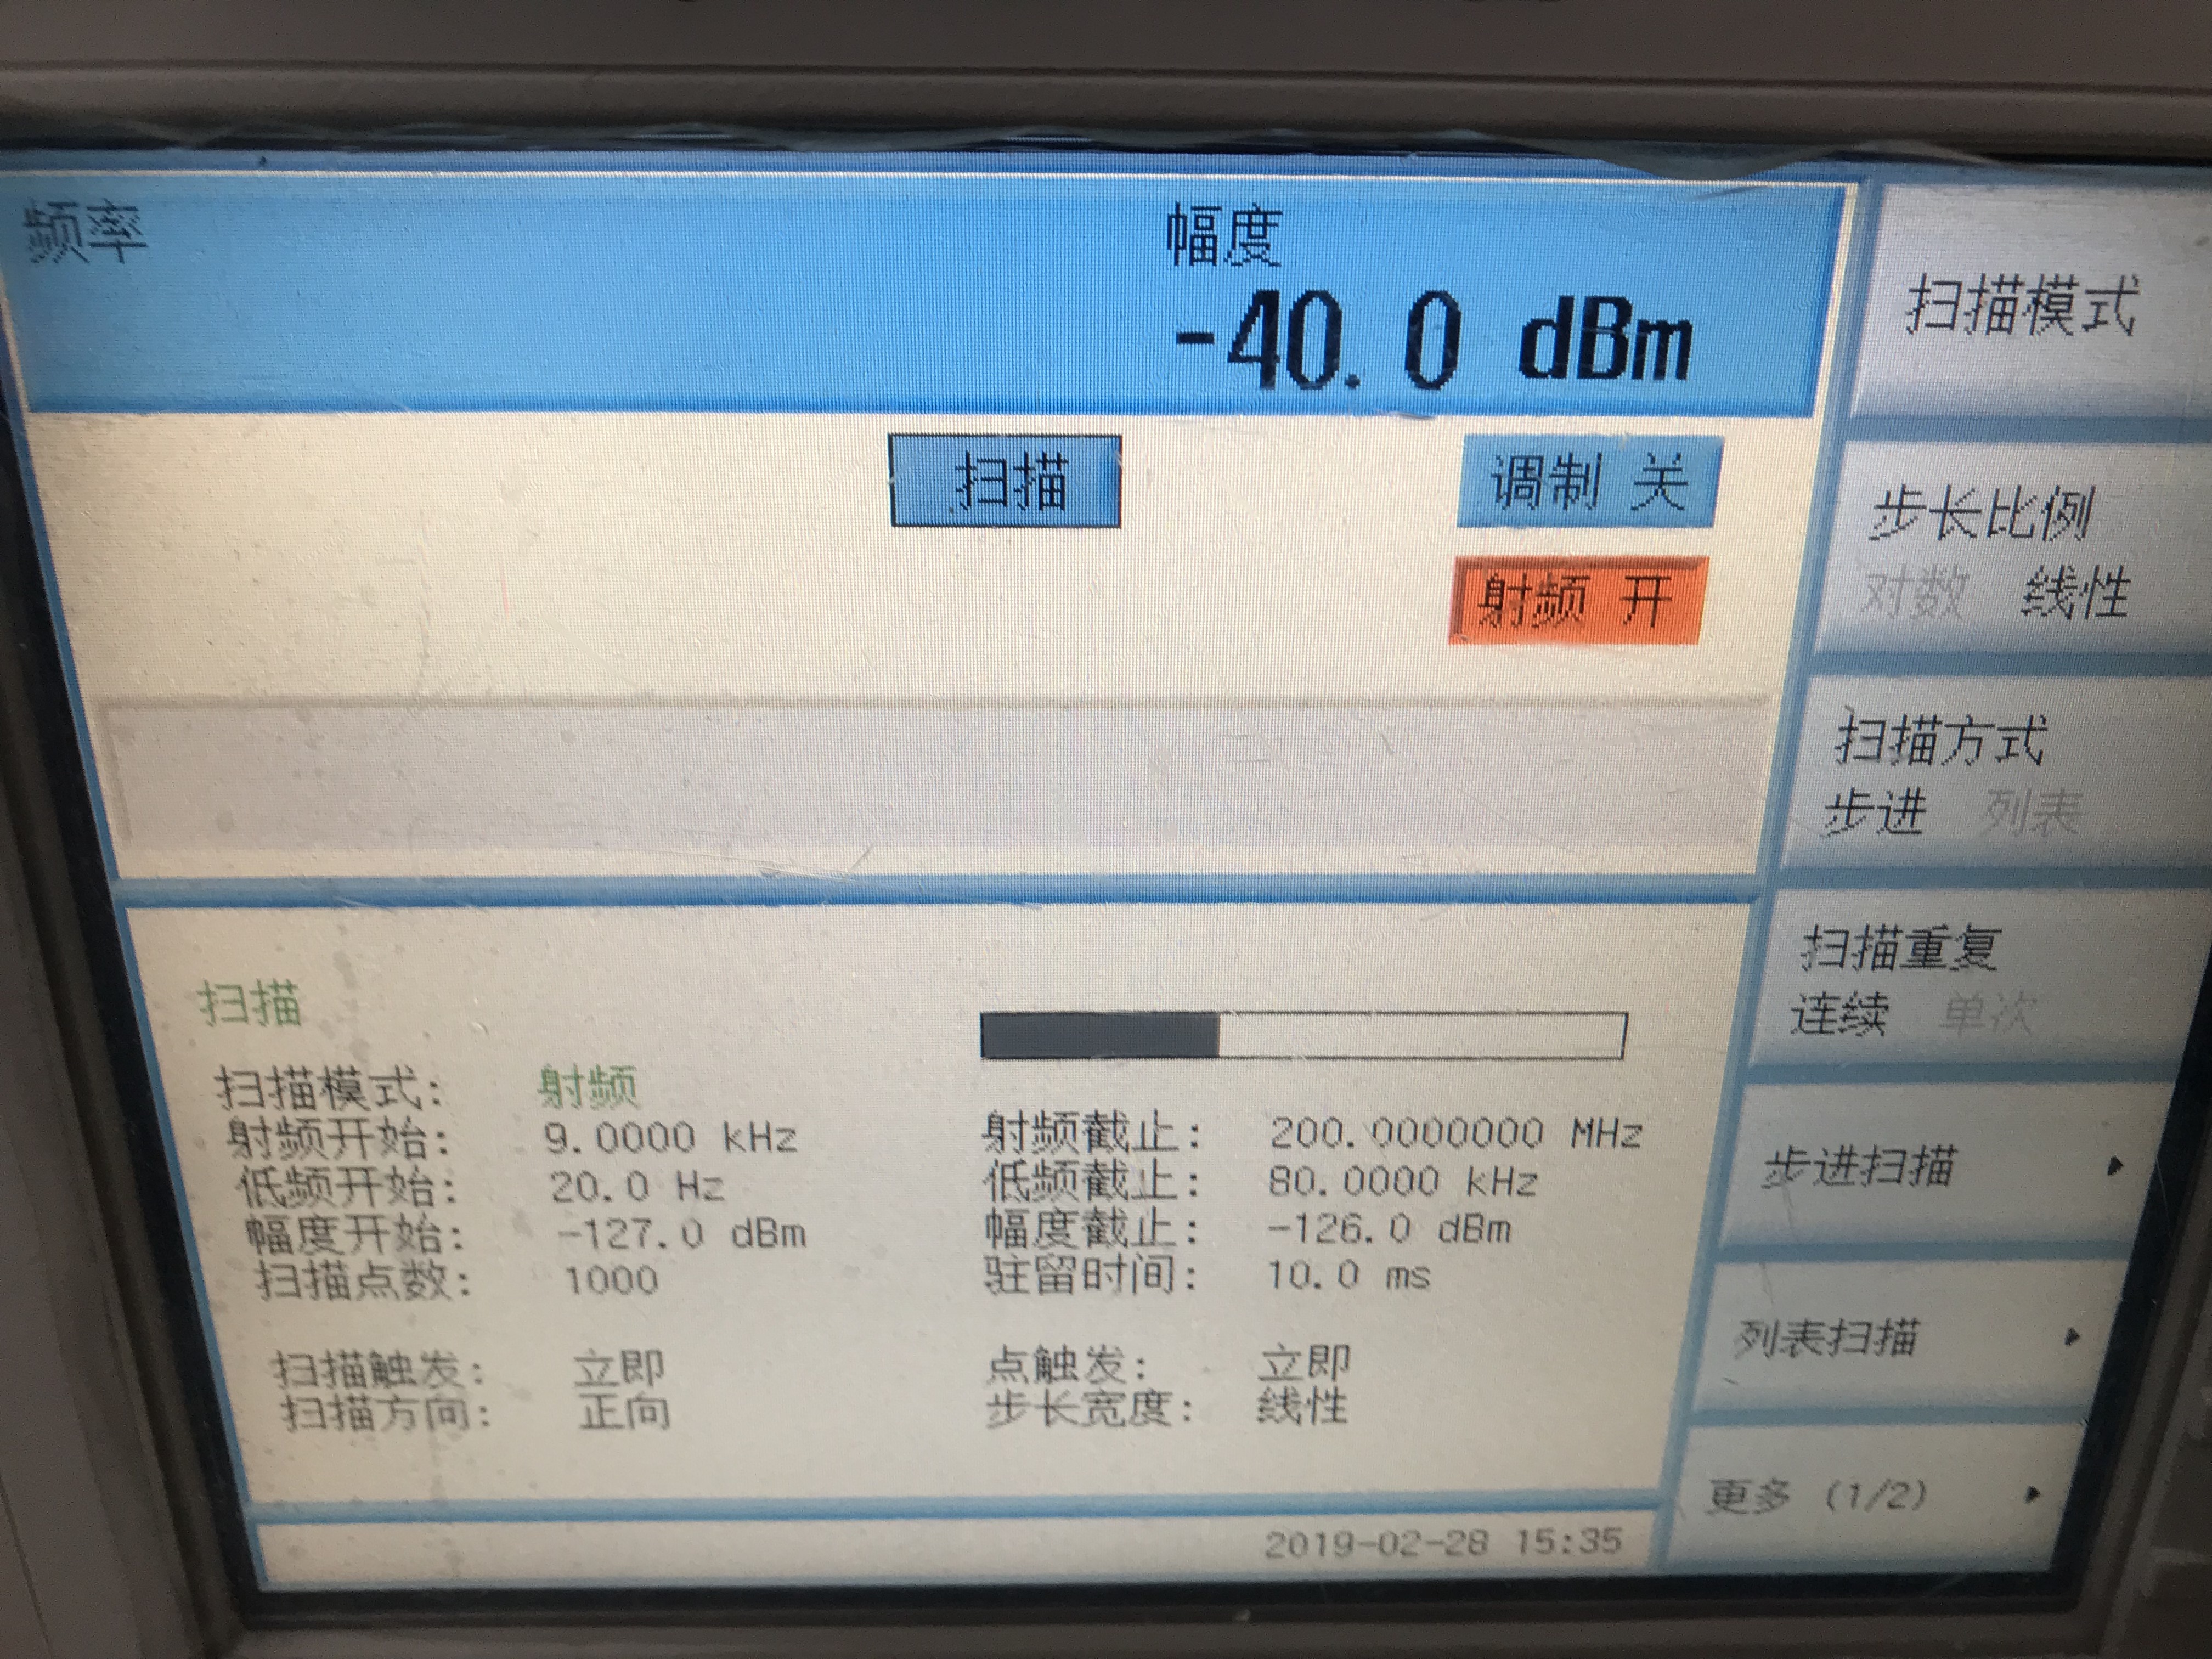 频率
幅度
-40.0 dBm
扫描
调制 关
射频 开
扫描
扫描模式: 射频
射频开始: 9.0000 kHz
射频截止: 200.0000000 MHz
低频开始: 20.0 Hz
低频截止: 80.0000 kHz
幅度开始: -127.0 dBm
幅度截止: -126.0 dBm
扫描点数: 1000
驻留时间: 10.0 ms
扫描触发: 立即
点触发: 立即
扫描方向: 正向
步长宽度: 线性
2019-02-28 15:35
扫描模式
步长比例
对数 线性
扫描方式
步进 列表
扫描重复
连续 单次
步进扫描
列表扫描
更多 (1/2)